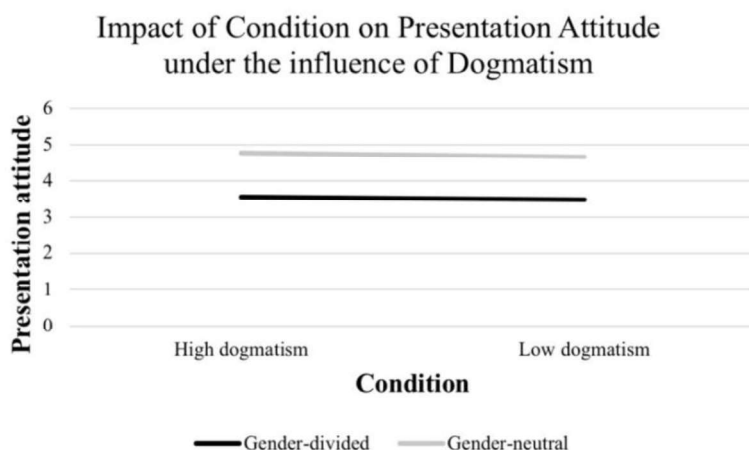 Impact of Condition on Presentation Attitude
under the influence of Dogmatism
Presentation attitude
6
5
4
3
2
1
0
High dogmatism
Low dogmatism
Condition
Gender-divided
Gender-neutral